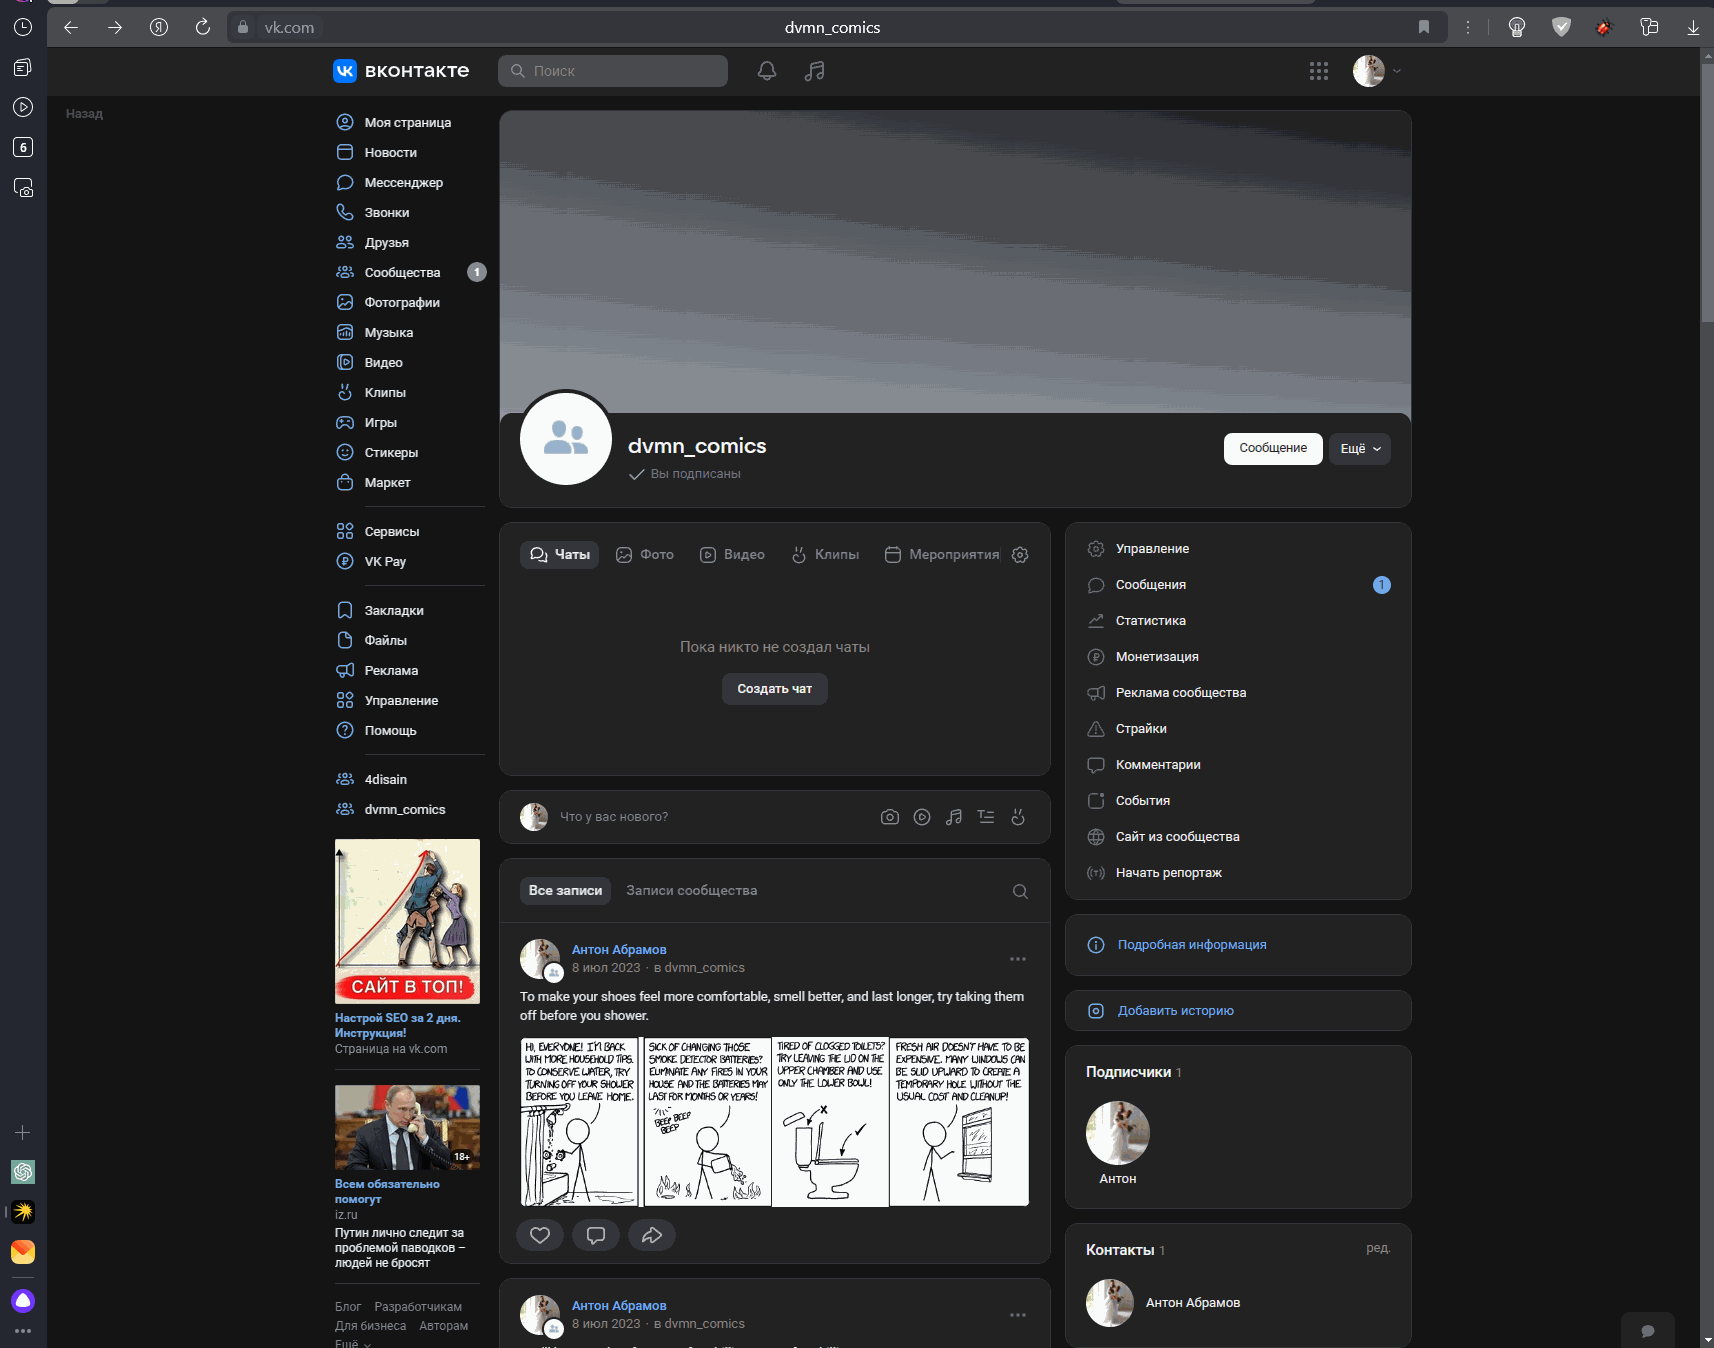 vk.com
dvmn_comics
вконтакте
Поиск
Назад
6
Моя страница
Новости
Мессенджер
Звонки
Друзья
Сообщества 1
Фотографии
Музыка
Видео
Клипы
Игры
Стикеры
Маркет
Сервисы
VK Pay
Закладки
Файлы
Реклама
Управление
Помощь
4disain
dvmn_comics
САЙТ В ТОП!
Настрой SEO за 2 дня.
Инструкция!
Страница на vk.com
18+
Всем обязательно
помогут
iz.ru
Путин лично следит за
проблемой паводков –
людей не бросят
Блог Разработчикам
Для бизнеса Авторам
Ещё
dvmn_comics
Вы подписаны
Сообщение
Ещё
Чаты Фото Видео Клипы Мероприятия
Пока никто не создал чаты
Создать чат
Что у вас нового?
Все записи Записи сообщества
Антон Абрамов
8 июл 2023 · в dvmn_comics
To make your shoes feel more comfortable, smell better, and last longer, try taking them
off before you shower.
HI, EVERYONE! I'M BACK
WITH MORE HOUSEHOLD TIPS.
TO CONSERVE WATER, TRY
TURNING OFF YOUR SHOWER
BEFORE YOU LEAVE HOME.
SICK OF CHANGING THOSE
SMOKE DETECTOR BATTERIES?
ELIMINATE ANY FIRES IN YOUR
HOUSE AND THE BATTERIES MAY
LAST FOR MONTHS OR YEARS!
BEEP BEEP
BEEP
TIRED OF CLOGGED TOILETS?
TRY LEAVING THE LID ON THE
UPPER CHAMBER AND USE
ONLY THE LOWER BOWL!
FRESH AIR DOESN'T HAVE TO BE
EXPENSIVE. MANY WINDOWS CAN
BE SLID UPWARD TO CREATE A
TEMPORARY HOLE WITHOUT THE
USUAL COST AND CLEANUP!
Антон Абрамов
8 июл 2023 · в dvmn_comics
Управление
Сообщения 1
Статистика
Монетизация
Реклама сообщества
Страйки
Комментарии
События
Сайт из сообщества
Начать репортаж
Подробная информация
Добавить историю
Подписчики 1
Антон
Контакты 1 ред.
Антон Абрамов